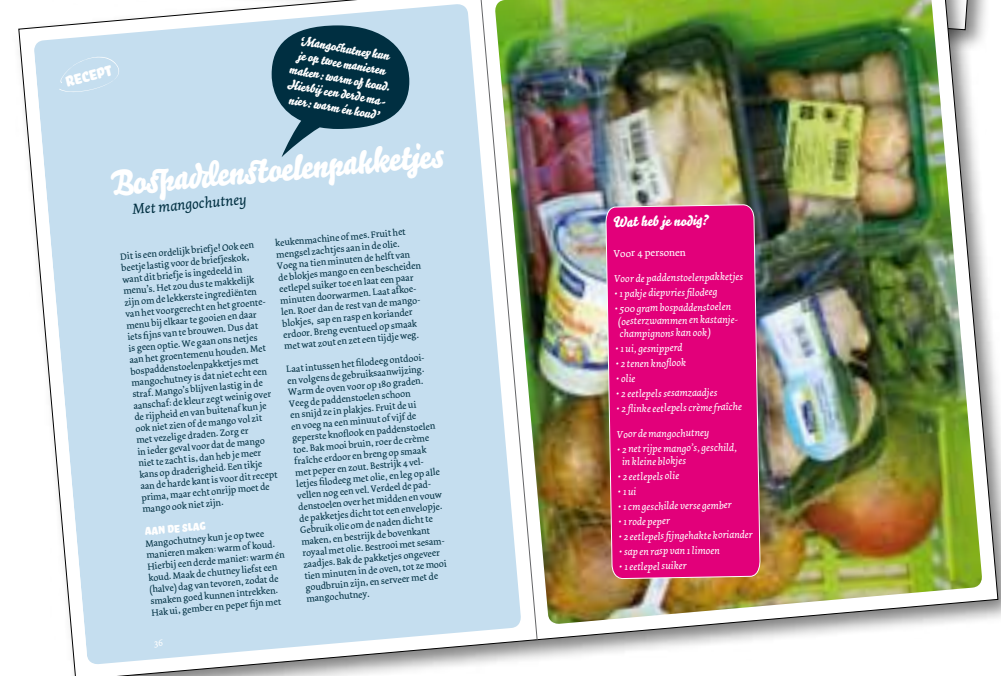 RECEPT
'Mangochutney kan
je op twee manieren
maken: warm of koud.
Hierbij een derde ma-
nier: warm én koud'
Bospaddenstoelenpakketjes
Met mangochutney
Dit is een ordelijk briefje! Ook een
beetje lastig voor de briefjeskok,
want dit briefje is ingedeeld in
menu's. Het zou dus te makkelijk
zijn om de lekkerste ingrediënten
van het voorgerecht en het groente-
menu bij elkaar te gooien en daar
iets fijns van te brouwen. Dus dat
is geen optie. We gaan ons netjes
aan het groentemenu houden. Met
bospaddenstoelenpakketjes met
mangochutney is dat niet echt een
straf. Mango's blijven lastig in de
aanschaf: de kleur zegt weinig over
de rijpheid en van buitenaf kun je
ook niet zien of de mango vol zit
met vezelige draden. Zorg er
in ieder geval voor dat de mango
niet te zacht is, dan heb je meer
kans op draderigheid. Een tikje
aan de harde kant is voor dit recept
prima, maar echt onrijp moet de
mango ook niet zijn.
AAN DE SLAG
Mangochutney kun je op twee
manieren maken: warm of koud.
Hierbij een derde manier: warm én
koud. Maak de chutney liefst een
(halve) dag van tevoren, zodat de
smaken goed kunnen intrekken.
Hak ui, gember en peper fijn met
keukenmachine of mes. Fruit het
mengsel zachtjes aan in de olie.
Voeg na tien minuten de helft van
de blokjes mango en een bescheiden
eetlepel suiker toe en laat een paar
minuten doorwarmen. Laat afkoe-
len. Roer dan de rest van de mango-
blokjes, sap en rasp en koriander
erdoor. Breng eventueel op smaak
met wat zout en zet een tijdje weg.
Laat intussen het filodeeg ontdooi-
en volgens de gebruiksaanwijzing.
Warm de oven voor op 180 graden.
Veeg de paddenstoelen schoon
en snijd ze in plakjes. Fruit de ui
en voeg na een minuut of vijf de
geperste knoflook en paddenstoelen
toe. Bak mooi bruin, roer de crème
fraîche erdoor en breng op smaak
met peper en zout. Bestrijk 4 vel-
letjes filodeeg met olie, en leg op alle
vellen nog een vel. Verdeel de pad-
denstoelen over het midden en vouw
de pakketjes dicht tot een envelopje.
Gebruik olie om de naden dicht te
maken, en bestrijk de bovenkant
royaal met olie. Bestrooi met sesam-
zaadjes. Bak de pakketjes ongeveer
tien minuten in de oven, tot ze mooi
goudbruin zijn, en serveer met de
mangochutney.
36
Wat heb je nodig?
Voor 4 personen
Voor de paddenstoelenpakketjes
• 1 pakje diepvries filodeeg
• 500 gram bospaddenstoelen
(oesterzwammen en kastanje-
champignons kan ook)
• 1 ui, gesnipperd
• 2 tenen knoflook
• olie
• 2 eetlepels sesamzaadjes
• 2 flinke eetlepels crème fraîche
Voor de mangochutney
• 2 net rijpe mango's, geschild,
in kleine blokjes
• 2 eetlepels olie
• 1 ui
• 1 cm geschilde verse gember
• 1 rode peper
• 2 eetlepels fijngehakte koriander
• sap en rasp van 1 limoen
• 1 eetlepel suiker